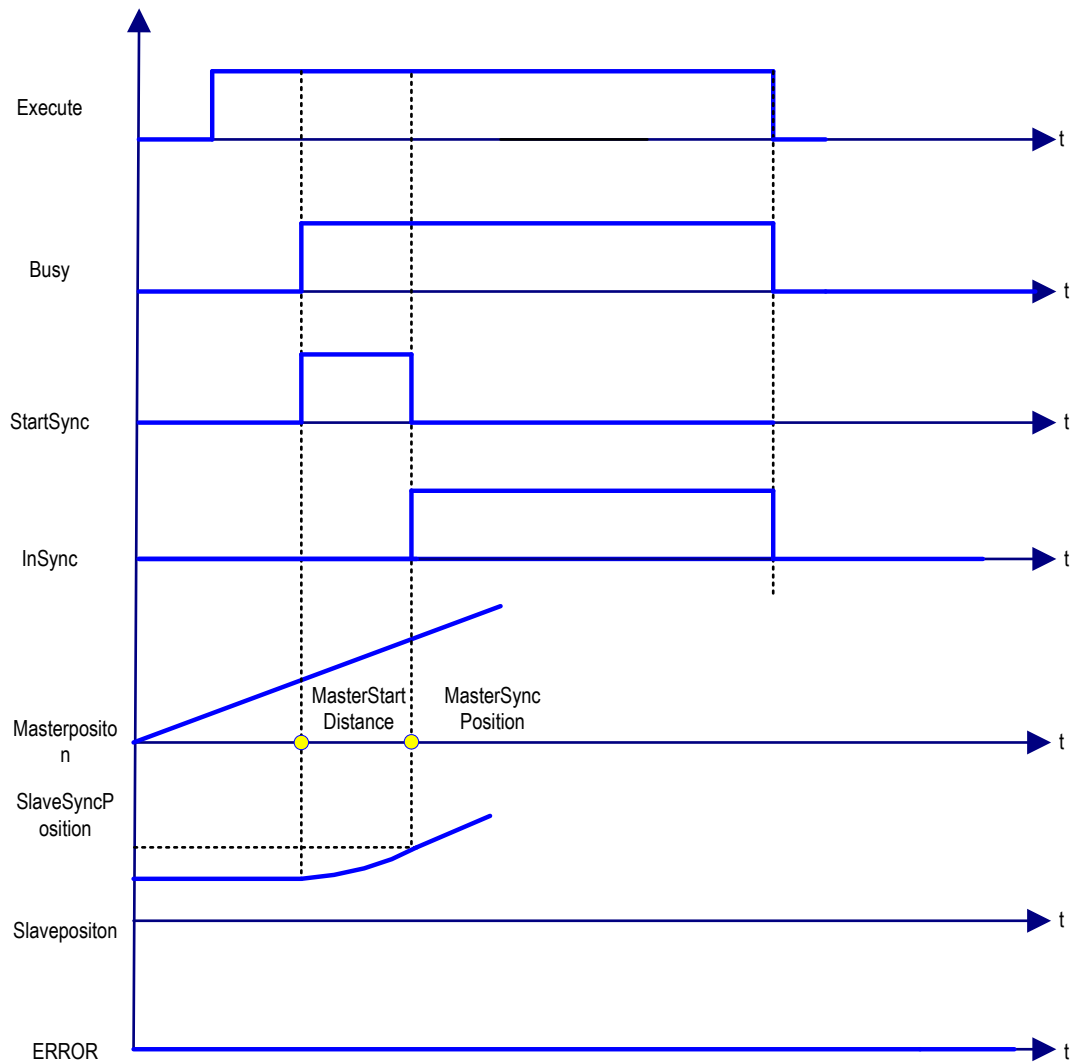 Execute
t
Busy
t
StartSync
t
InSync
t
MasterStart
Distance
MasterSync
Position
Masterposito
n
t
SlaveSyncP
osition
Slavepositon
t
ERROR
t